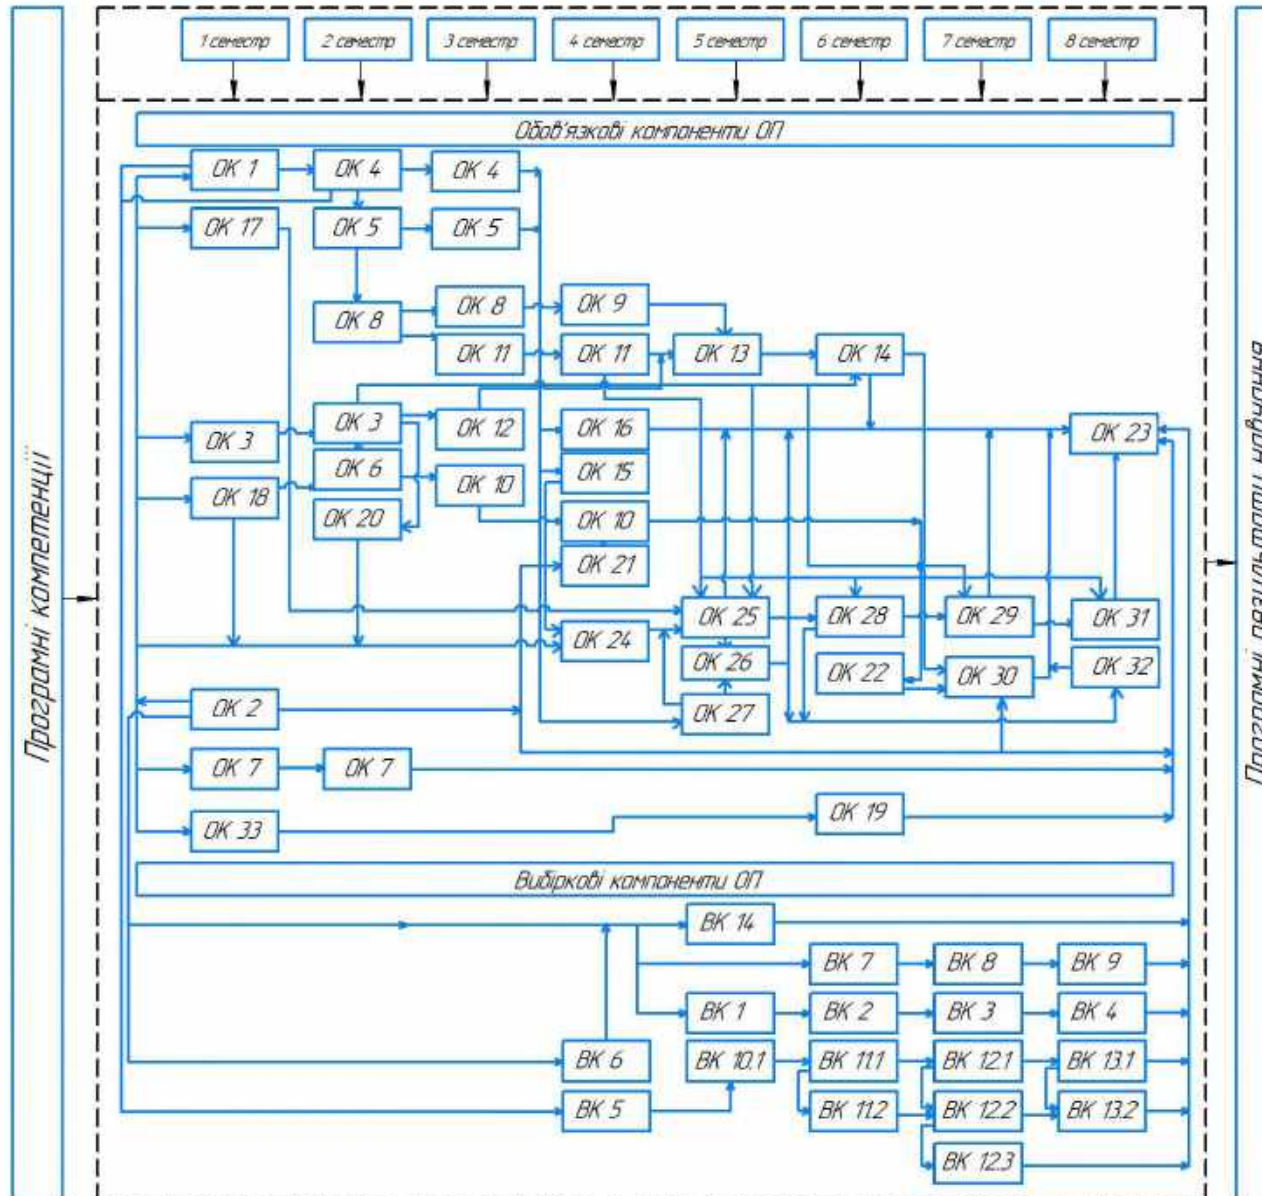 1 семестр
2 семестр
3 семестр
4 семестр
5 семестр
6 семестр
7 семестр
8 семестр
Обов'язкові компоненти ОП
ОК 1
ОК 4
ОК 4
ОК 17
ОК 5
ОК 5
ОК 8
ОК 8
ОК 9
ОК 11
ОК 11
ОК 13
ОК 14
ОК 3
ОК 3
ОК 12
ОК 16
ОК 23
ОК 6
ОК 15
ОК 18
ОК 10
ОК 20
ОК 10
ОК 21
ОК 25
ОК 28
ОК 29
ОК 31
ОК 24
ОК 26
ОК 22
ОК 30
ОК 32
ОК 2
ОК 27
ОК 7
ОК 7
ОК 33
ОК 19
Вибіркові компоненти ОП
ВК 14
ВК 7
ВК 8
ВК 9
ВК 1
ВК 2
ВК 3
ВК 4
ВК 6
ВК 10.1
ВК 11.1
ВК 12.1
ВК 13.1
ВК 5
ВК 11.2
ВК 12.2
ВК 13.2
ВК 12.3
Програмні компетенції
Програмні результати навчання